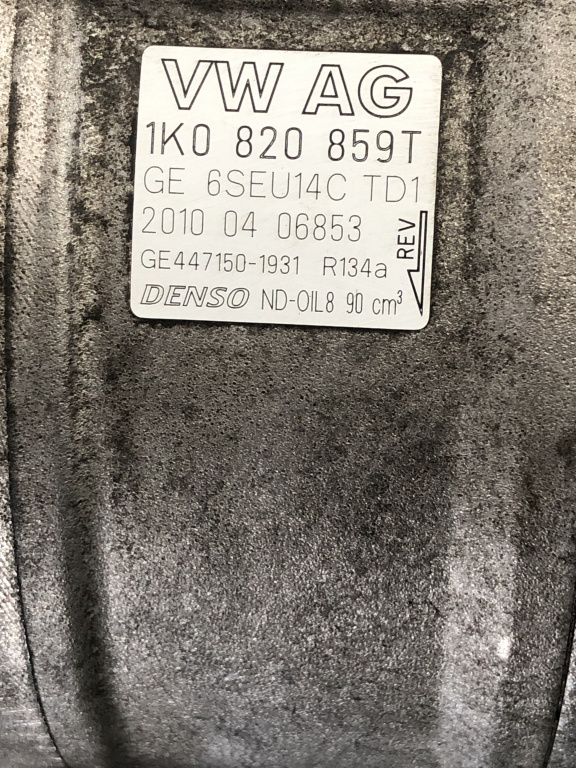 VW AG
1K0 820 859T
GE 6SEU14C TD1
2010 04 06853
REV
GE447150-1931 R134a
DENSO ND-OIL8 90 cm³